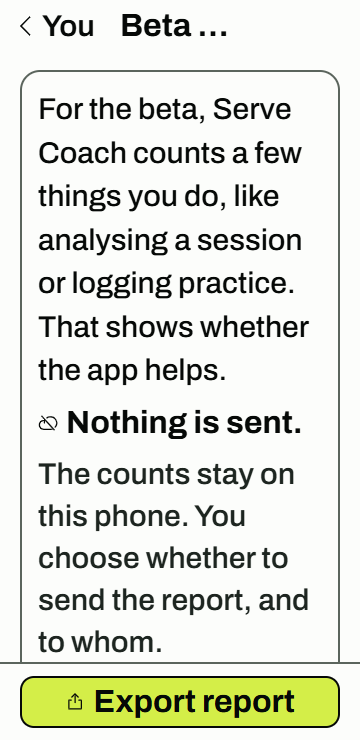 You Beta ...
For the beta, Serve
Coach counts a few
things you do, like
analysing a session
or logging practice.
That shows whether
the app helps.
Nothing is sent.
The counts stay on
this phone. You
choose whether to
send the report, and
to whom.
Export report